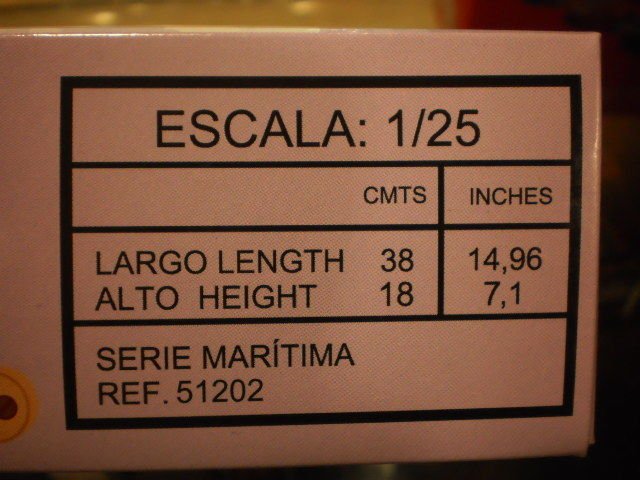 ESCALA: 1/25
CMTS INCHES
LARGO LENGTH 38 14,96
ALTO HEIGHT 18 7,1
SERIE MARÍTIMA
REF. 51202